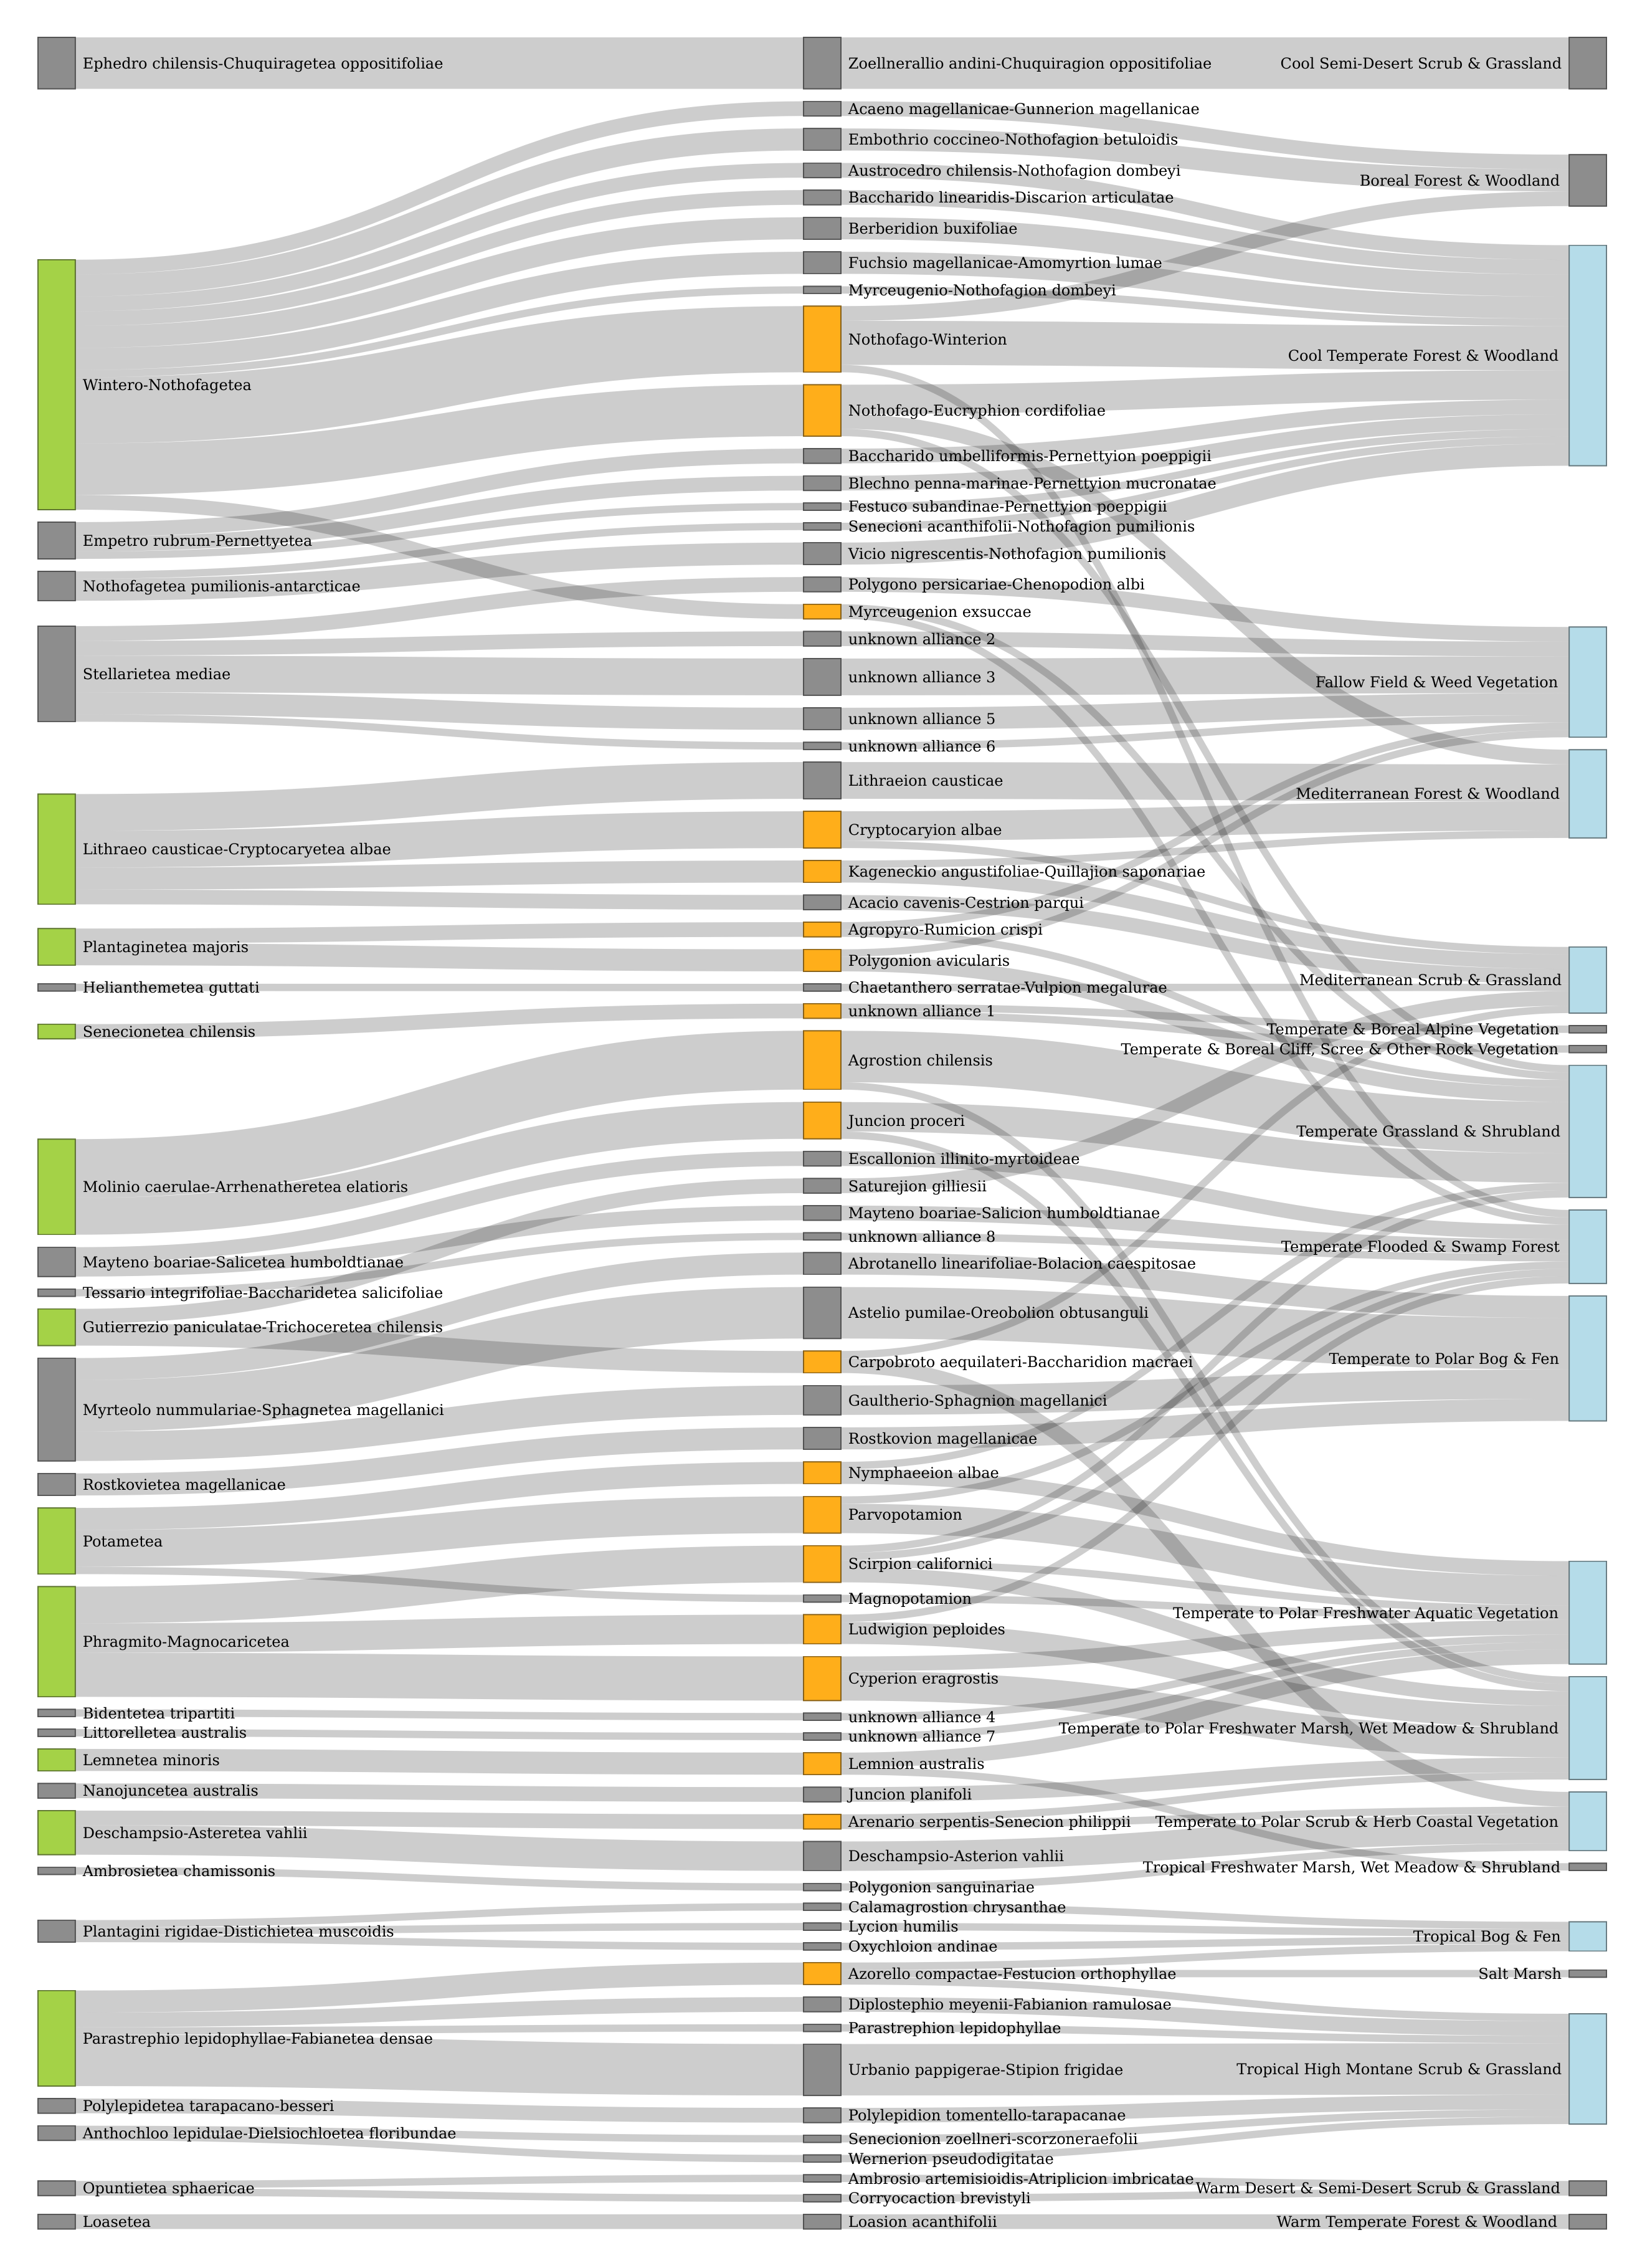 Ephedro chilensis-Chuquiragetea oppositifoliae
Wintero-Nothofagetea
Empetro rubrum-Pernettyetea
Nothofagetea pumilionis-antarcticae
Stellarietea mediae
Lithraeo causticae-Cryptocaryetea albae
Plantaginetea majoris
Helianthemetea guttati
Senecionetea chilensis
Molinio caerulae-Arrhenatheretea elatioris
Mayteno boariae-Salicetea humboldtianae
Tessario integrifoliae-Baccharidetea salicifoliae
Gutierrezio paniculatae-Trichoceretea chilensis
Myrteolo nummulariae-Sphagnetea magellanici
Rostkovietea magellanicae
Potametea
Phragmito-Magnocaricetea
Bidentetea tripartiti
Littorelletea australis
Lemnetea minoris
Nanojuncetea australis
Deschampsio-Asteretea vahlii
Ambrosietea chamissonis
Plantagini rigidae-Distichietea muscoidis
Parastrephio lepidophyllae-Fabianetea densae
Polylepidetea tarapacano-besseri
Anthochloo lepidulae-Dielsiochloetea floribundae
Opuntietea sphaericae
Loasetea
Zoellnerallio andini-Chuquiragion oppositifoliae
Acaeno magellanicae-Gunnerion magellanicae
Embothrio coccineo-Nothofagion betuloidis
Austrocedro chilensis-Nothofagion dombeyi
Baccharido linearidis-Discarion articulatae
Berberidion buxifoliae
Fuchsio magellanicae-Amomyrtion lumae
Myrceugenio-Nothofagion dombeyi
Nothofago-Winterion
Nothofago-Eucryphion cordifoliae
Baccharido umbelliformis-Pernettyion poeppigii
Blechno penna-marinae-Pernettyion mucronatae
Festuco subandinae-Pernettyion poeppigii
Senecioni acanthifolii-Nothofagion pumilionis
Vicio nigrescentis-Nothofagion pumilionis
Polygono persicariae-Chenopodion albi
Myrceugenion exsuccae
unknown alliance 2
unknown alliance 3
unknown alliance 5
unknown alliance 6
Lithraeion causticae
Cryptocaryion albae
Kageneckio angustifoliae-Quillajion saponariae
Acacio cavenis-Cestrion parqui
Agropyro-Rumicion crispi
Polygonion avicularis
Chaetanthero serratae-Vulpion megalurae
unknown alliance 1
Agrostion chilensis
Juncion proceri
Escallonion illinito-myrtoideae
Saturejion gilliesii
Mayteno boariae-Salicion humboldtianae
unknown alliance 8
Abrotanello linearifoliae-Bolacion caespitosae
Astelio pumilae-Oreobolion obtusanguli
Carpobroto aequilateri-Baccharidion macraei
Gaultherio-Sphagnion magellanici
Rostkovion magellanicae
Nymphaeeion albae
Parvopotamion
Scirpion californici
Magnopotamion
Ludwigion peploides
Cyperion eragrostis
unknown alliance 4
unknown alliance 7
Lemnion australis
Juncion planifoli
Arenario serpentis-Senecion philippii
Deschampsio-Asterion vahlii
Polygonion sanguinariae
Calamagrostion chrysanthae
Lycion humilis
Oxychloion andinae
Azorello compactae-Festucion orthophyllae
Diplostephio meyenii-Fabianion ramulosae
Parastrephion lepidophyllae
Urbanio pappigerae-Stipion frigidae
Polylepidion tomentello-tarapacanae
Senecionion zoellneri-scorzoneraefolii
Wernerion pseudodigitatae
Ambrosio artemisioidis-Atriplicion imbricatae
Corryocaction brevistyli
Loasion acanthifolii
Cool Semi-Desert Scrub & Grassland
Boreal Forest & Woodland
Cool Temperate Forest & Woodland
Fallow Field & Weed Vegetation
Mediterranean Forest & Woodland
Mediterranean Scrub & Grassland
Temperate & Boreal Alpine Vegetation
Temperate & Boreal Cliff, Scree & Other Rock Vegetation
Temperate Grassland & Shrubland
Temperate Flooded & Swamp Forest
Temperate to Polar Bog & Fen
Temperate to Polar Freshwater Aquatic Vegetation
Temperate to Polar Freshwater Marsh, Wet Meadow & Shrubland
Temperate to Polar Scrub & Herb Coastal Vegetation
Tropical Freshwater Marsh, Wet Meadow & Shrubland
Tropical Bog & Fen
Salt Marsh
Tropical High Montane Scrub & Grassland
Warm Desert & Semi-Desert Scrub & Grassland
Warm Temperate Forest & Woodland